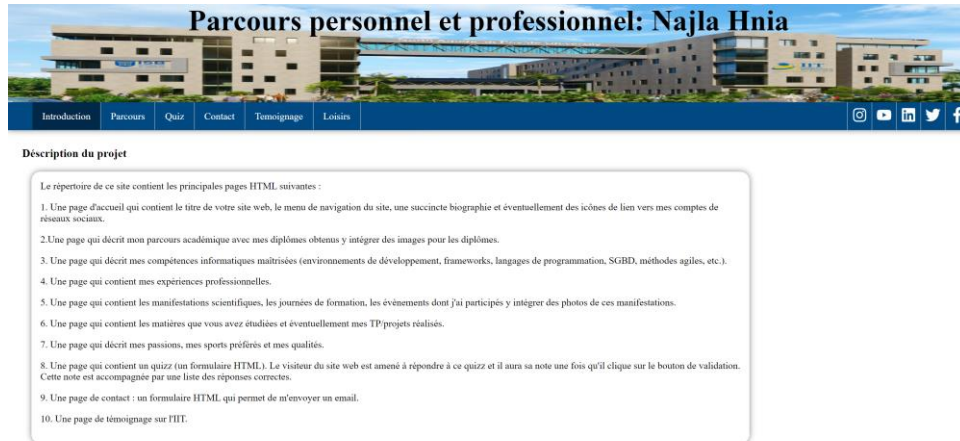 Parcours personnel et professionnel: Najla Hnia
IIT
Introduction Parcours Quiz Contact Temoignage Loisirs
Déscription du projet
Le répertoire de ce site contient les principales pages HTML suivantes :
1. Une page d'accueil qui contient le titre de votre site web, le menu de navigation du site, une succincte biographie et éventuellement des icônes de lien vers mes comptes de
réseaux sociaux.
2.Une page qui décrit mon parcours académique avec mes diplômes obtenus y intégrer des images pour les diplômes.
3. Une page qui décrit mes compétences informatiques maîtrisées (environnements de développement, frameworks, langages de programmation, SGBD, méthodes agiles, etc.).
4. Une page qui contient mes expériences professionnelles.
5. Une page qui contient les manifestations scientifiques, les journées de formation, les évènements dont j'ai participés y intégrer des photos de ces manifestations.
6. Une page qui contient les matières que vous avez étudiées et éventuellement mes TP/projets réalisés.
7. Une page qui décrit mes passions, mes sports préférés et mes qualités.
8. Une page qui contient un quizz (un formulaire HTML). Le visiteur du site web est amené à répondre à ce quizz et il aura sa note une fois qu'il clique sur le bouton de validation.
Cette note est accompagnée par une liste des réponses correctes.
9. Une page de contact : un formulaire HTML qui permet de m'envoyer un email.
10. Une page de témoignage sur l'IIT.